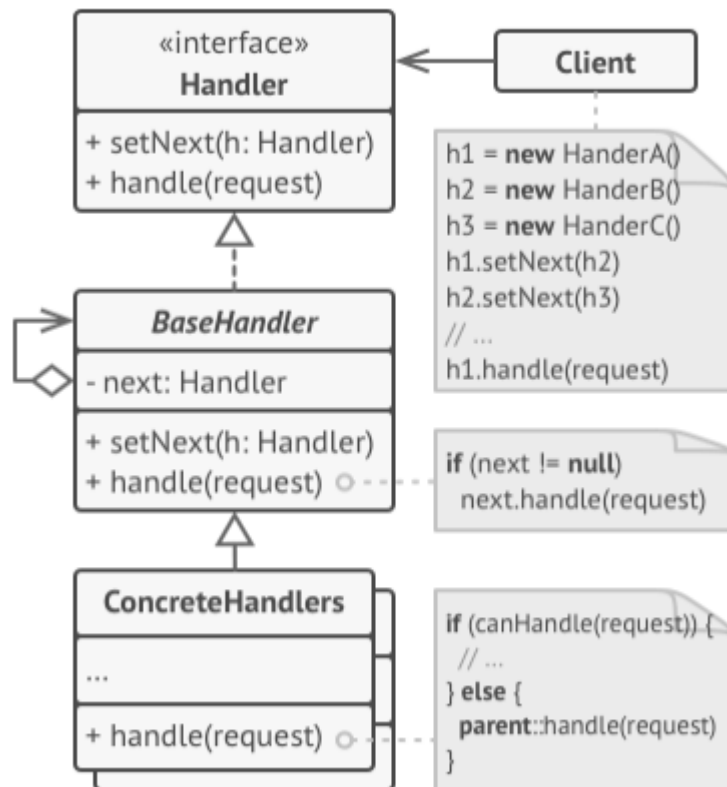 «interface»
Handler
+ setNext(h: Handler)
+ handle(request)
Client
h1 = new HanderA()
h2 = new HanderB()
h3 = new HanderC()
h1.setNext(h2)
h2.setNext(h3)
// ...
h1.handle(request)
BaseHandler
- next: Handler
+ setNext(h: Handler)
+ handle(request)
if (next != null)
next.handle(request)
ConcreteHandlers
...
+ handle(request)
if (canHandle(request)) {
// ...
} else {
parent::handle(request)
}